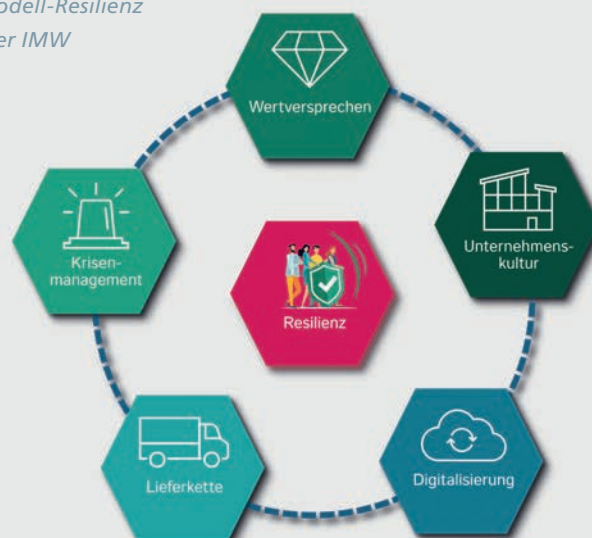 odell-Resilienz
er IMW
Wertversprechen
Unternehmens-
kultur
Krisen-
management
Resilienz
Digitalisierung
Lieferkette